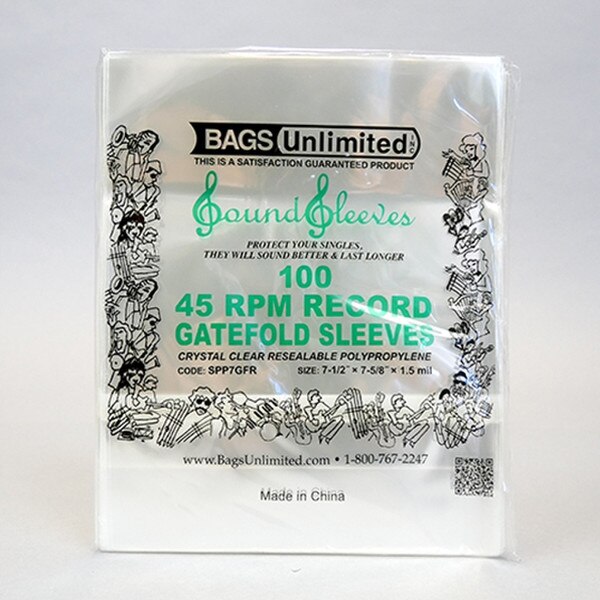 BAGS Unlimited INC
THIS IS A SATISFACTION GUARANTEED PRODUCT
Sound Sleeves
PROTECT YOUR SINGLES,
THEY WILL SOUND BETTER & LAST LONGER
100
45 RPM RECORD
GATEFOLD SLEEVES
CRYSTAL CLEAR RESEALABLE POLYPROPYLENE
CODE: SPP7GFR SIZE: 7-1/2" × 7-5/8" × 1.5 mil
www.BagsUnlimited.com • 1-800-767-2247
Made in China